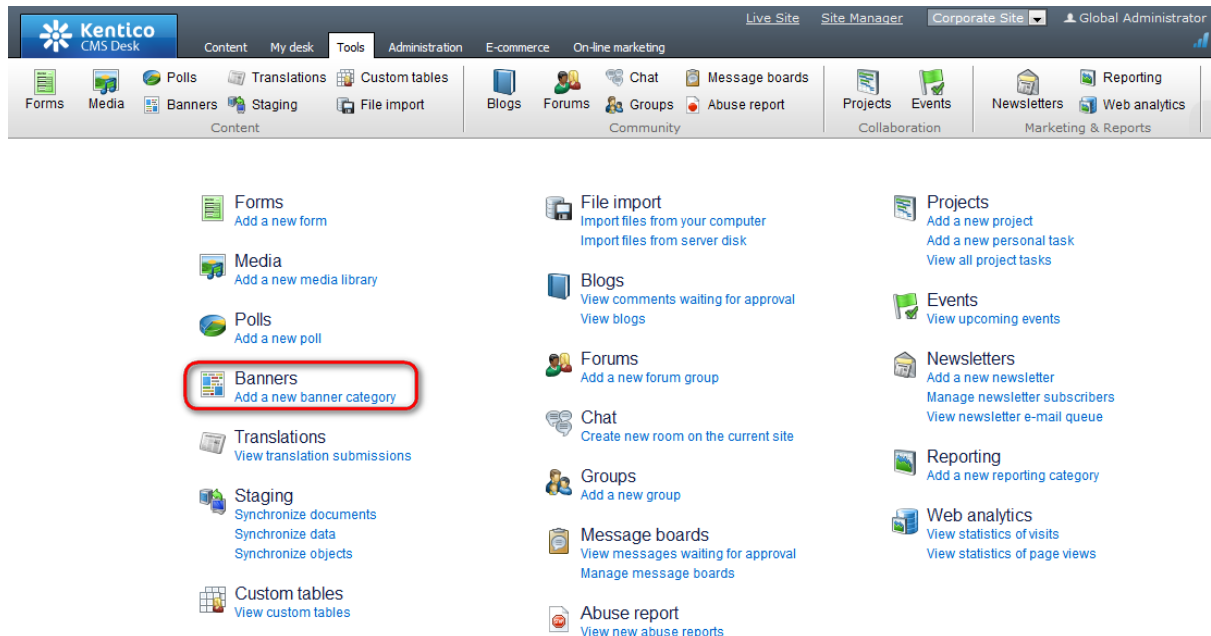 Live Site Site Manager Corporate Site Global Administrator
Kentico
CMS Desk
Content My desk Tools Administration E-commerce On-line marketing
Forms Media Polls Translations Custom tables
Banners Staging File import
Content
Blogs Forums Chat Message boards
Groups Abuse report
Community
Projects Events
Collaboration
Newsletters Reporting
Web analytics
Marketing & Reports
Forms
Add a new form
Media
Add a new media library
Polls
Add a new poll
Banners
Add a new banner category
Translations
View translation submissions
Staging
Synchronize documents
Synchronize data
Synchronize objects
Custom tables
View custom tables
File import
Import files from your computer
Import files from server disk
Blogs
View comments waiting for approval
View blogs
Forums
Add a new forum group
Chat
Create new room on the current site
Groups
Add a new group
Message boards
View messages waiting for approval
Manage message boards
Abuse report
View new abuse reports
Projects
Add a new project
Add a new personal task
View all project tasks
Events
View upcoming events
Newsletters
Add a new newsletter
Manage newsletter subscribers
View newsletter e-mail queue
Reporting
Add a new reporting category
Web analytics
View statistics of visits
View statistics of page views